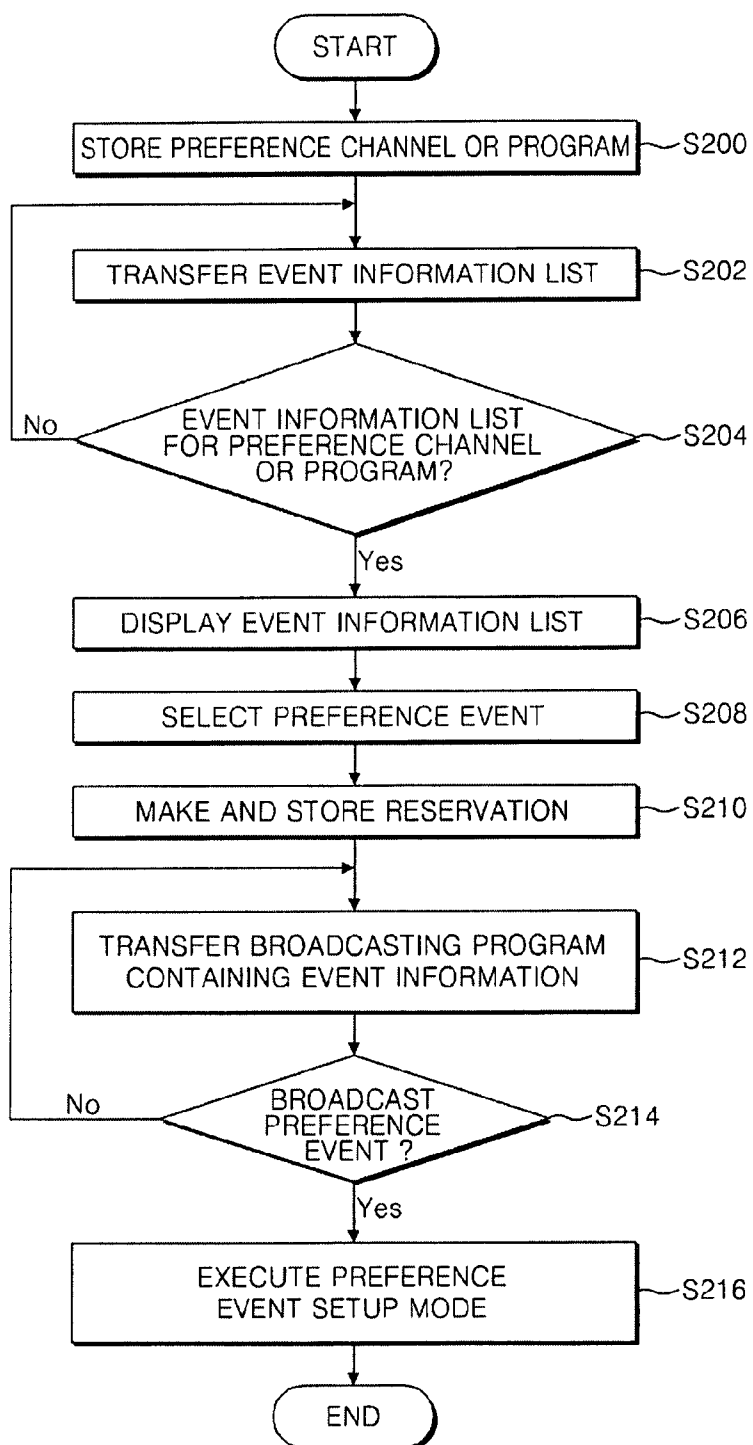 START
STORE PREFERENCE CHANNEL OR PROGRAM
S200
TRANSFER EVENT INFORMATION LIST
S202
EVENT INFORMATION LIST
FOR PREFERENCE CHANNEL
OR PROGRAM?
S204
No
Yes
DISPLAY EVENT INFORMATION LIST
S206
SELECT PREFERENCE EVENT
S208
MAKE AND STORE RESERVATION
S210
TRANSFER BROADCASTING PROGRAM
CONTAINING EVENT INFORMATION
S212
BROADCAST
PREFERENCE
EVENT ?
S214
No
Yes
EXECUTE PREFERENCE
EVENT SETUP MODE
S216
END